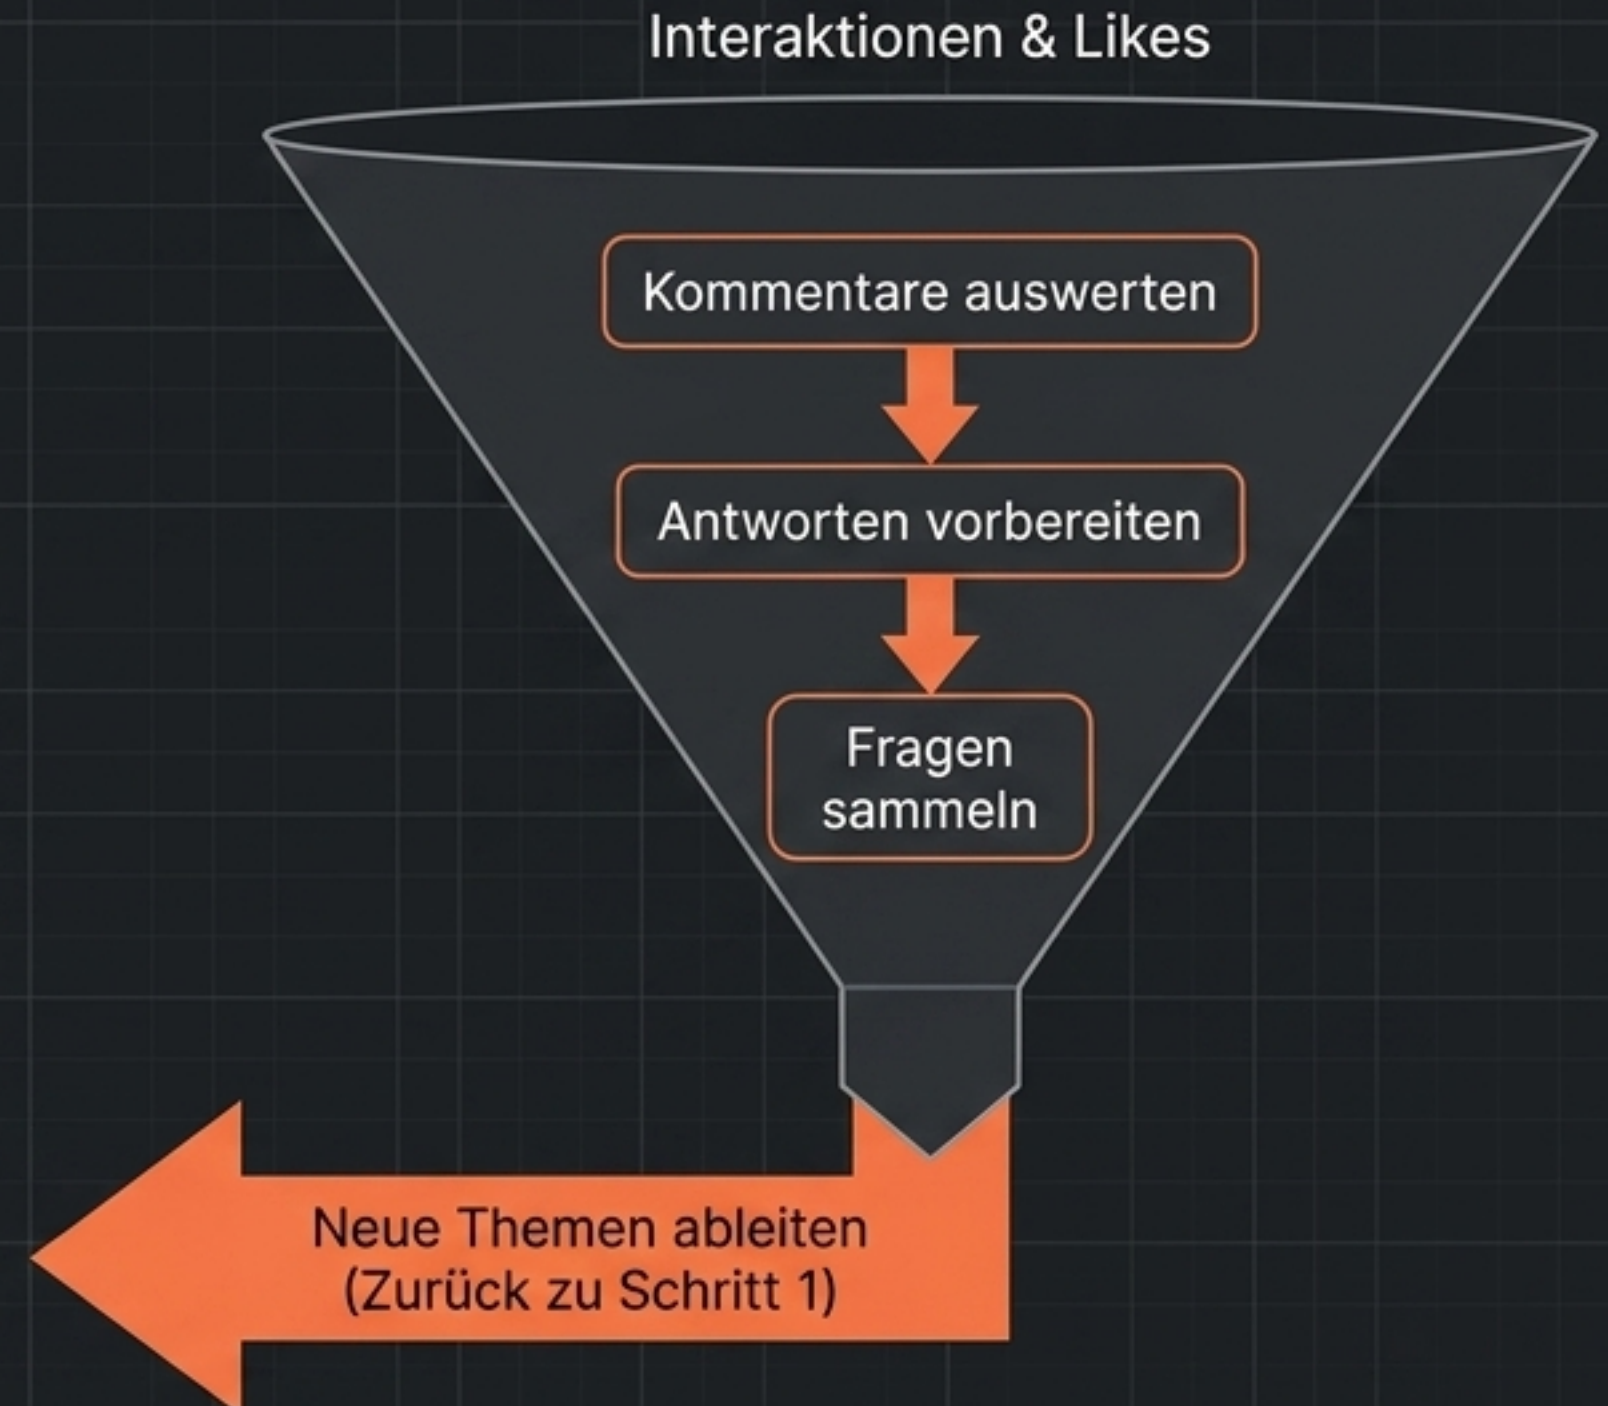 Interaktionen & Likes
Kommentare auswerten
Antworten vorbereiten
Fragen
sammeln
Neue Themen ableiten
(Zurück zu Schritt 1)